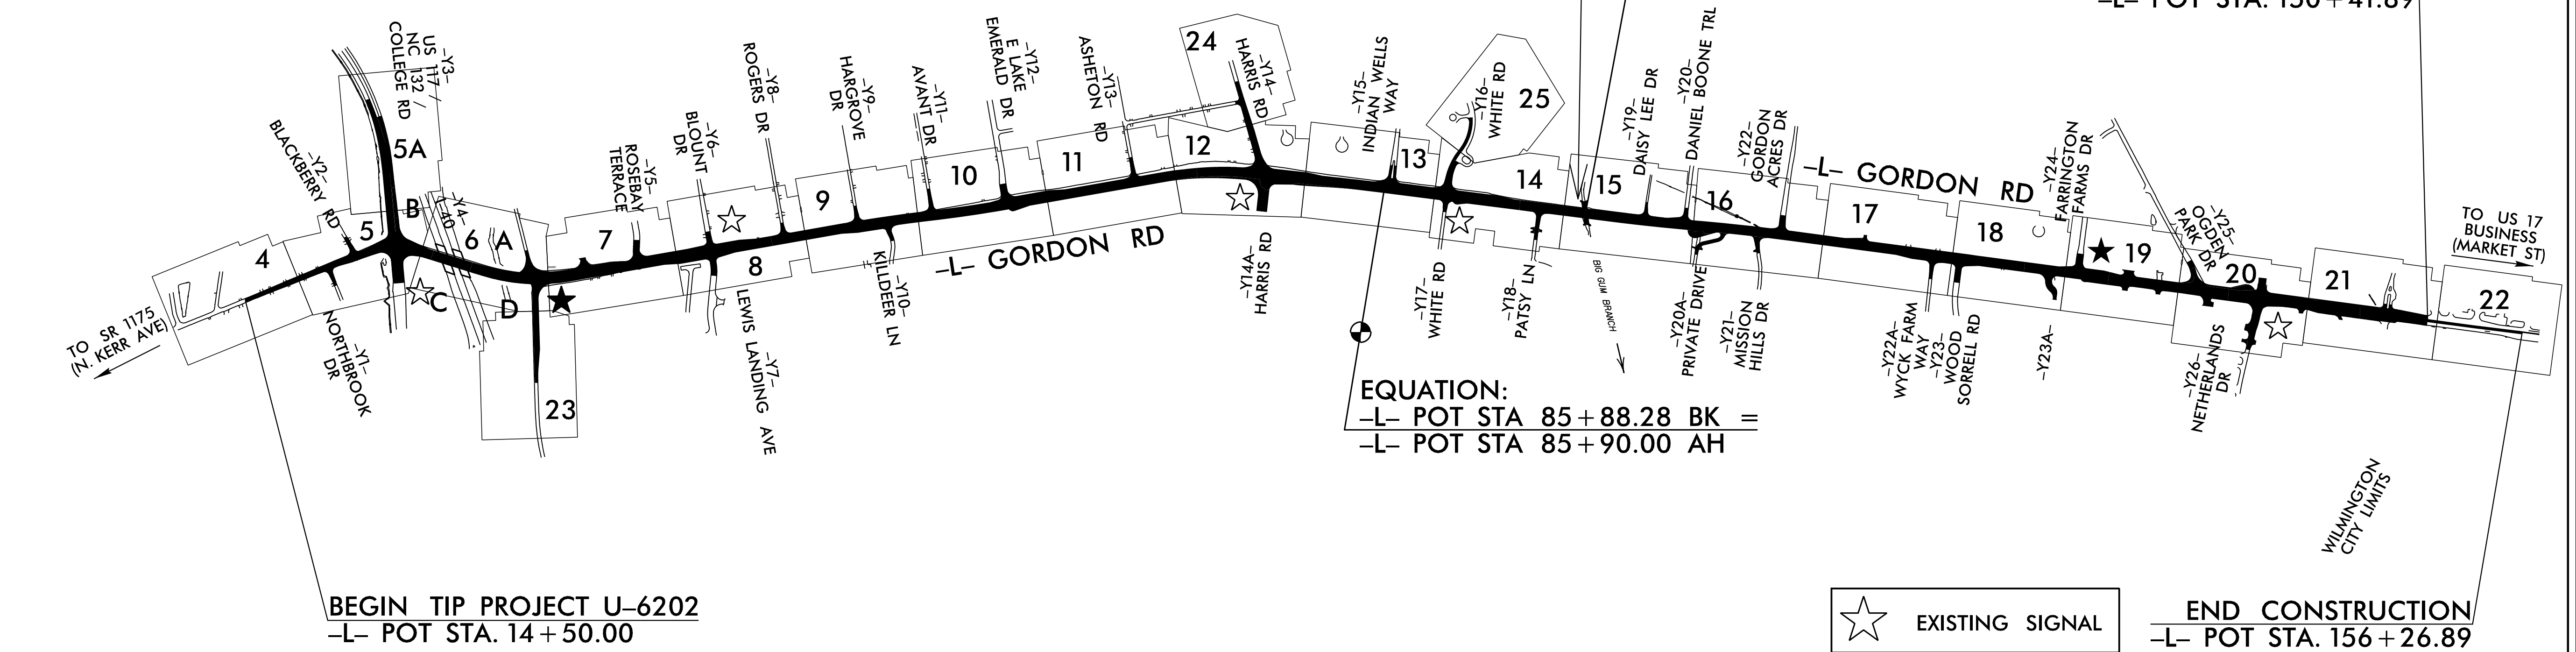 -L- POT STA. 150+41.89
24
-Y14-
HARRIS RD
-Y3-
US 117 /
NC 132 /
COLLEGE RD
5A
-Y2-
BLACKBERRY RD
B
-Y4-
I-40
5
6
A
4
C
D
TO SR 1175
(N. KERR AVE)
-Y1-
NORTHBROOK
DR
23
-Y5-
ROSEBAY
TERRACE
7
-Y6-
BLOUNT
DR
-Y8-
ROGERS DR
8
-Y7-
LEWIS LANDING AVE
-Y9-
HARGROVE
DR
9
-Y10-
KILLDEER LN
-Y11-
AVANT DR
10
-Y12-
E LAKE
EMERALD DR
11
-Y13-
ASHETON RD
12
-L- GORDON RD
-Y14A-
HARRIS RD
-Y15-
INDIAN WELLS
WAY
13
-Y16-
WHITE RD
25
-Y17-
WHITE RD
14
-Y18-
PATSY LN
15
BIG GUM BRANCH
-Y19-
DAISY LEE DR
-Y20-
DANIEL BOONE TRL
16
-Y20A-
PRIVATE DRIVE
-Y21-
MISSION
HILLS DR
-Y22-
GORDON
ACRES DR
-L- GORDON RD
17
18
-Y22A-
WYCK FARM
WAY
-Y23-
WOOD
SORRELL RD
-Y23A-
-Y24-
FARRINGTON
FARMS DR
19
-Y25-
OGDEN
PARK DR
20
-Y26-
NETHERLANDS
DR
21
22
TO US 17
BUSINESS
(MARKET ST)
EQUATION:
-L- POT STA 85+88.28 BK =
-L- POT STA 85+90.00 AH
WILMINGTON
CITY LIMITS
BEGIN TIP PROJECT U-6202
-L- POT STA. 14+50.00
EXISTING SIGNAL
END CONSTRUCTION
-L- POT STA. 156+26.89